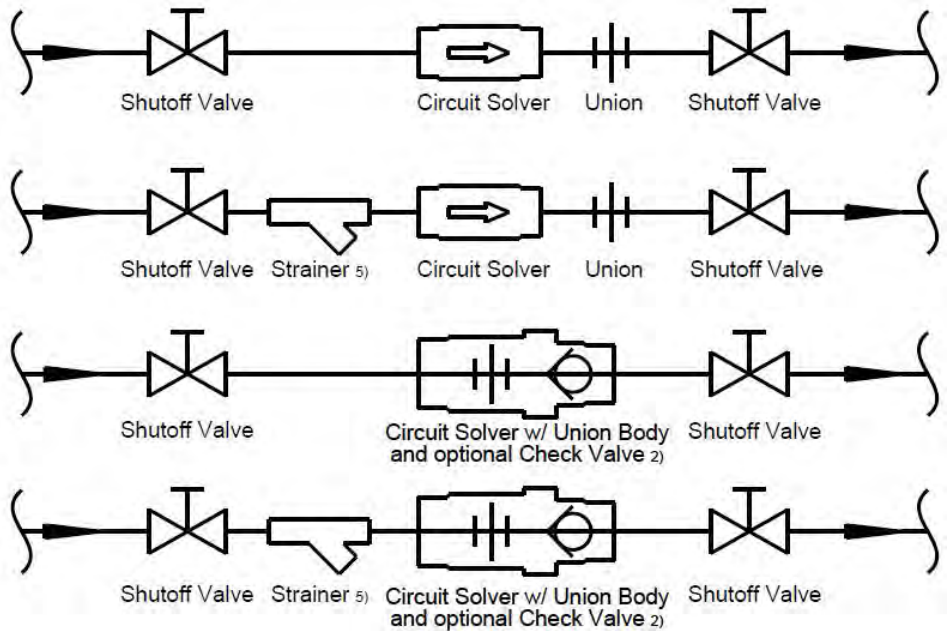 Shutoff Valve Circuit Solver Union Shutoff Valve
Shutoff Valve Strainer 5) Circuit Solver Union Shutoff Valve
Shutoff Valve Circuit Solver w/ Union Body Shutoff Valve
and optional Check Valve 2)
Shutoff Valve Strainer 5) Circuit Solver w/ Union Body Shutoff Valve
and optional Check Valve 2)